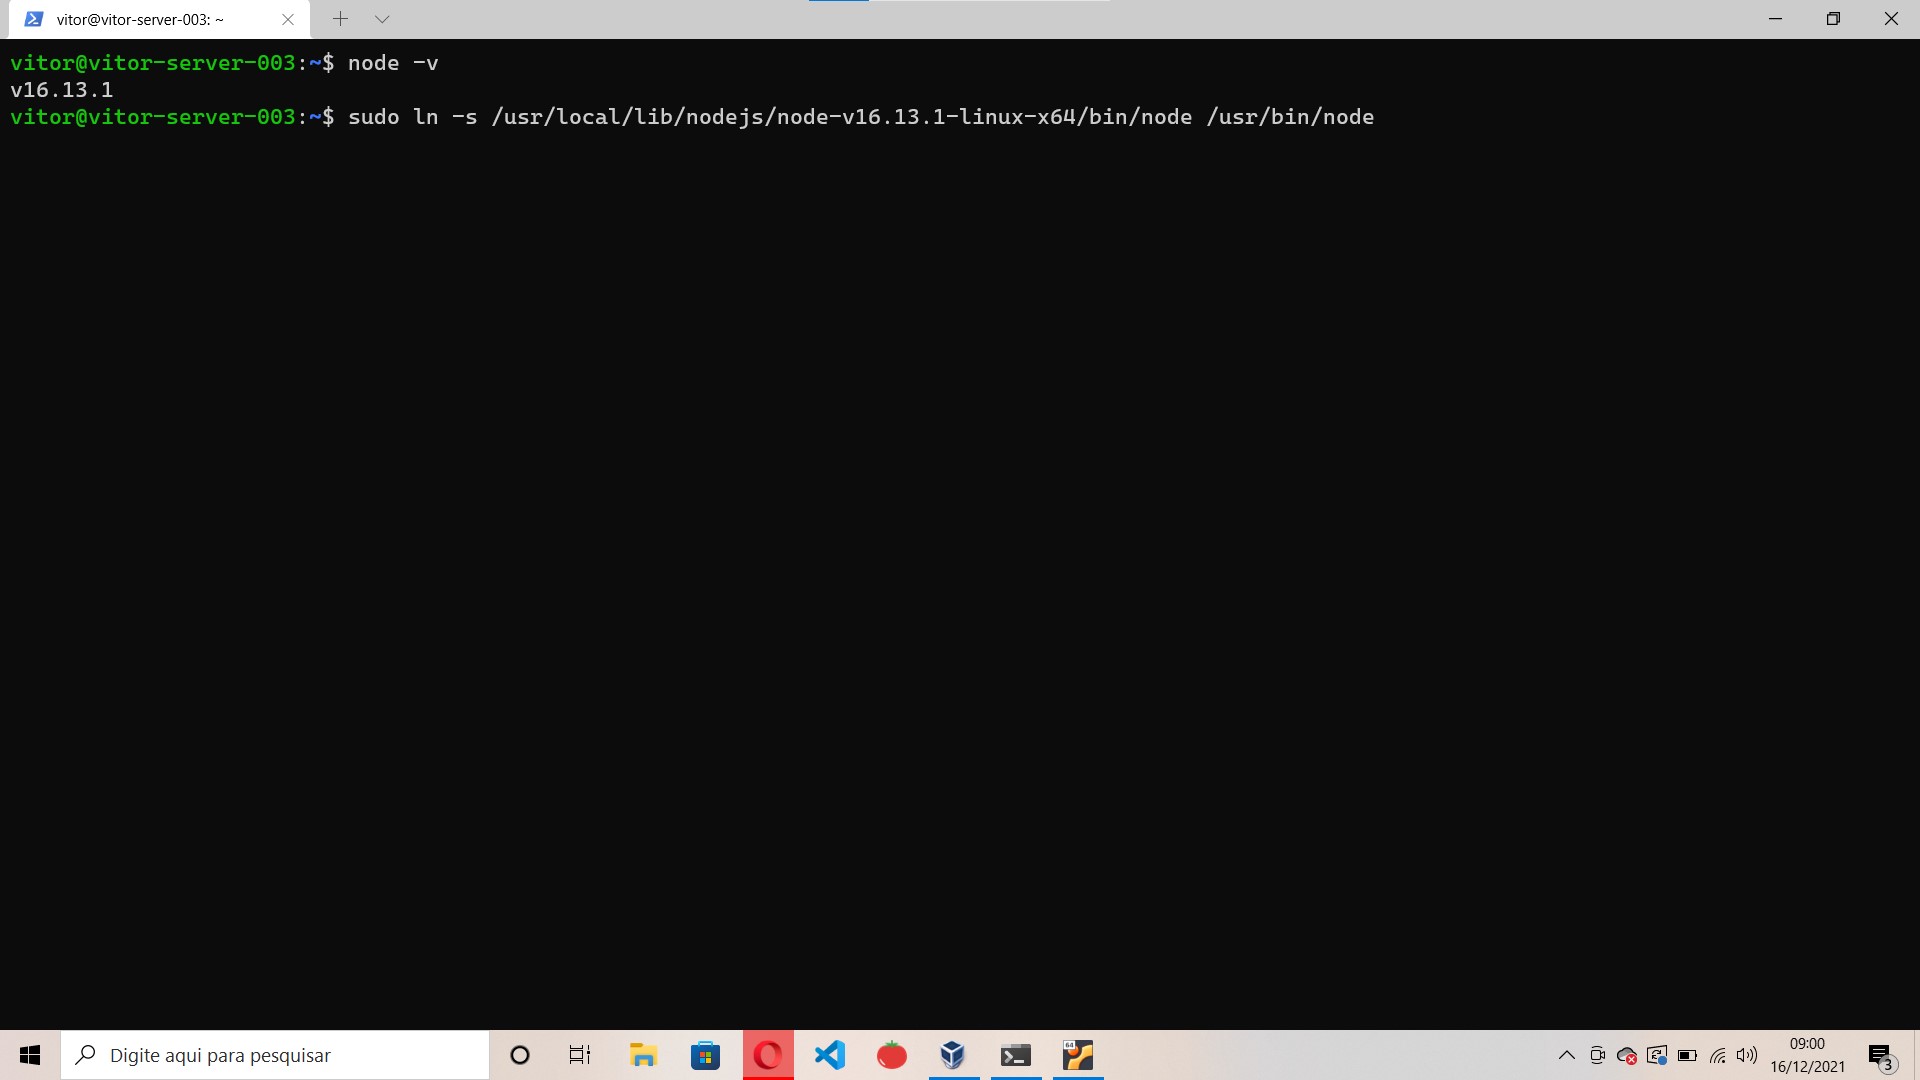 vitor@vitor-server-003: ~
vitor@vitor-server-003:~$ node -v
v16.13.1
vitor@vitor-server-003:~$ sudo ln -s /usr/local/lib/nodejs/node-v16.13.1-linux-x64/bin/node /usr/bin/node
Digite aqui para pesquisar
64
09:00
16/12/2021
3